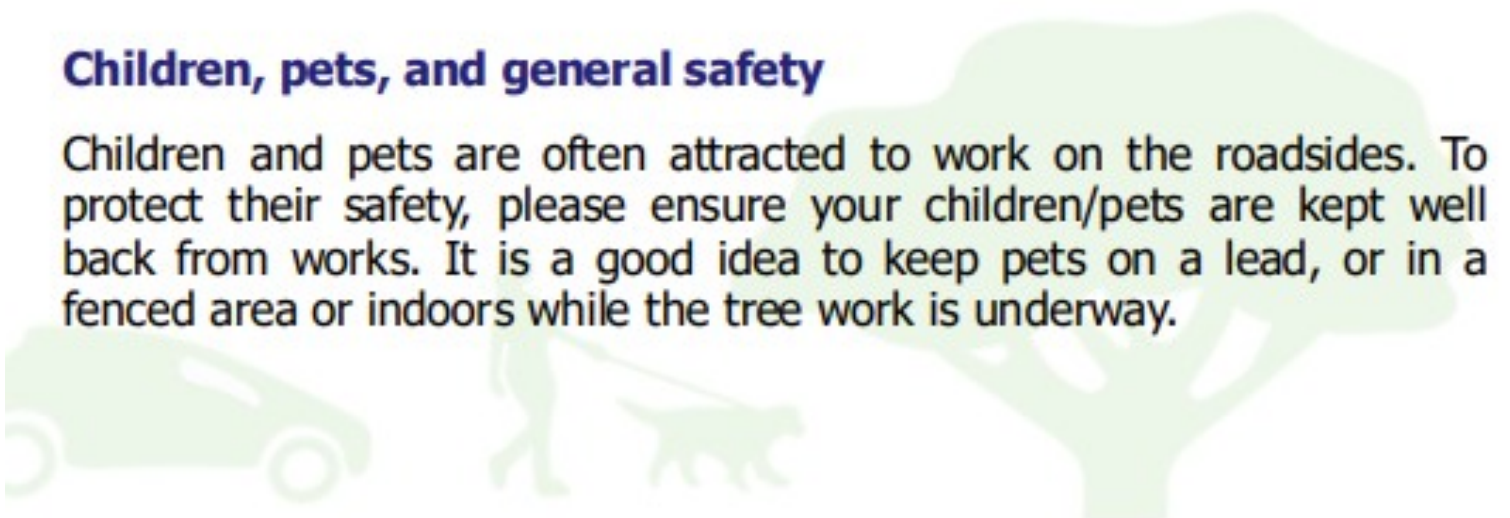 Children, pets, and general safety
Children and pets are often attracted to work on the roadsides. To
protect their safety, please ensure your children/pets are kept well
back from works. It is a good idea to keep pets on a lead, or in a
fenced area or indoors while the tree work is underway.